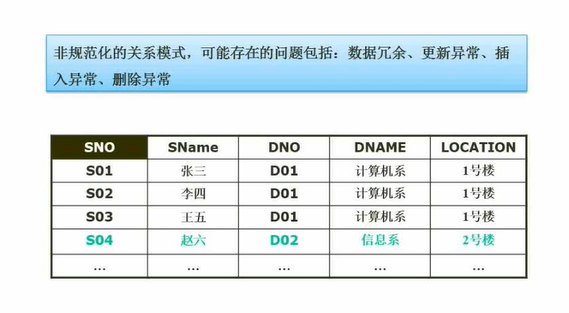 非规范化的关系模式，可能存在的问题包括：数据冗余、更新异常、插
入异常、删除异常
SNO SName DNO DNAME LOCATION
S01 张三 D01 计算机系 1号楼
S02 李四 D01 计算机系 1号楼
S03 王五 D01 计算机系 1号楼
S04 赵六 D02 信息系 2号楼
... ... ... ... ...